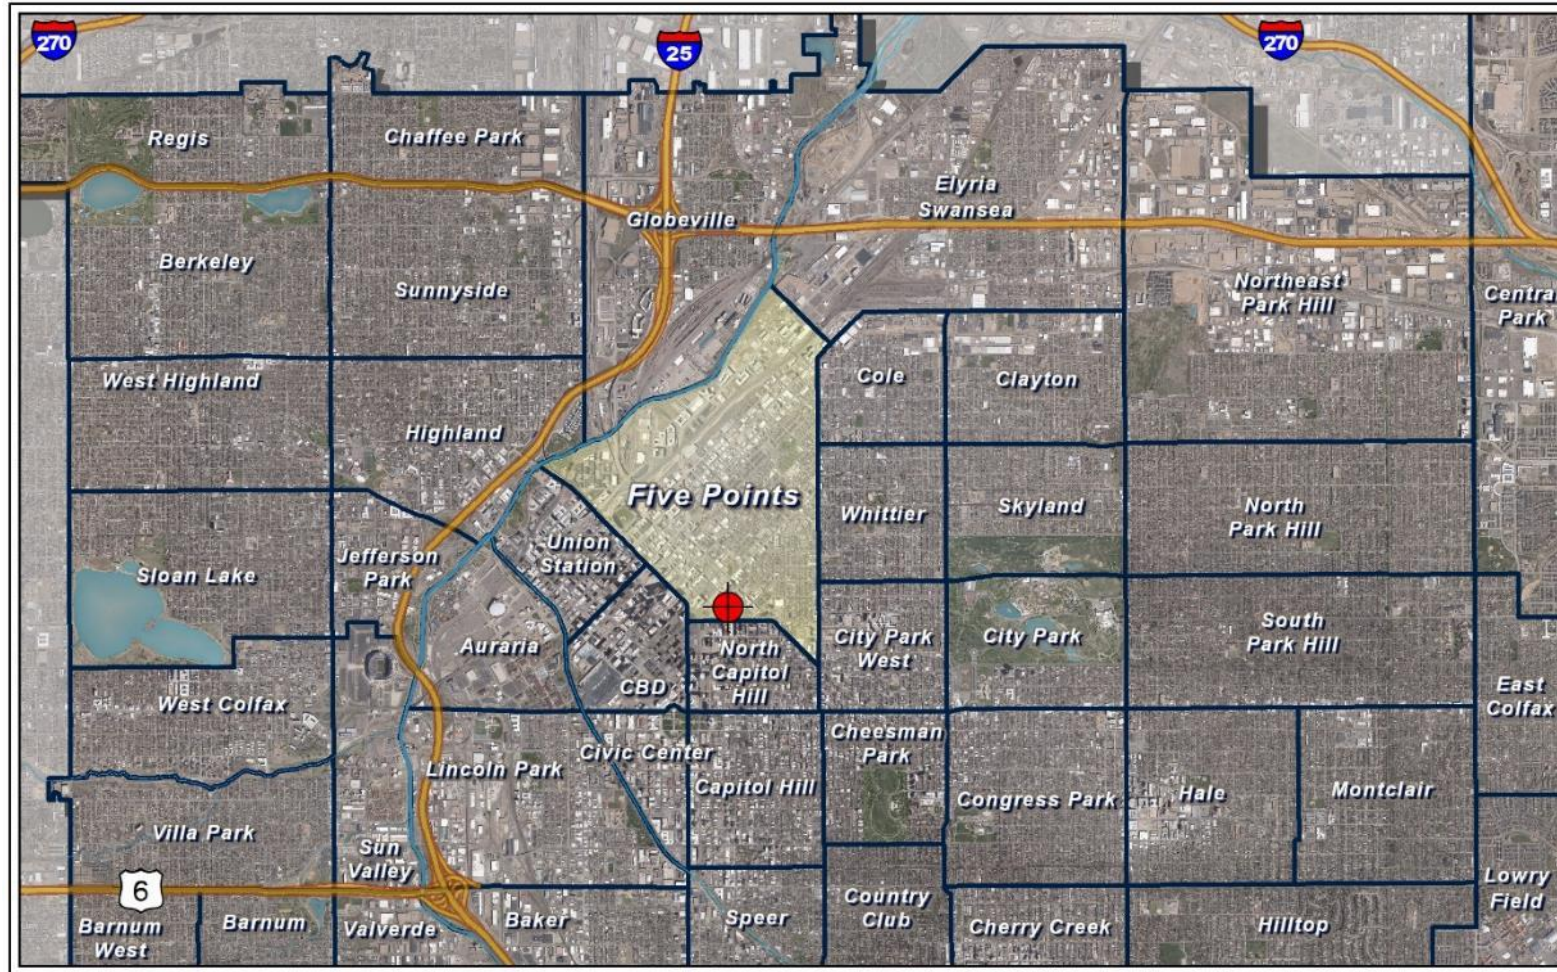 270
25
270
Regis
Chaffee Park
Elyria
Swansea
Globeville
Berkeley
Sunnyside
Northeast
Park Hill
Central
Park
West Highland
Cole
Clayton
Highland
Five Points
Whittier
Skyland
North
Park Hill
Union
Station
Jefferson
Park
Sloan Lake
Auraria
North
Capitol
Hill
City Park
West
City Park
South
Park Hill
CBD
West Colfax
East
Colfax
Civic Center
Cheesman
Park
Lincoln Park
Capitol Hill
Congress Park
Hale
Montclair
Villa Park
Sun
Valley
6
Country
Club
Lowry
Field
Barnum
West
Barnum
Valverde
Baker
Speer
Cherry Creek
Hilltop